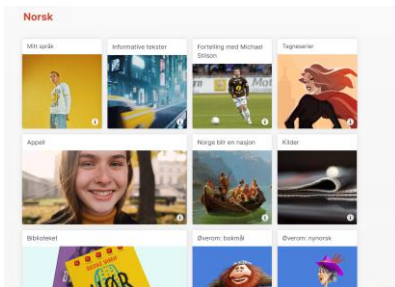 Norsk
Mitt språk
Informative tekster
Fortelling med Michael
Stilson
Tegneserier
Appell
Norge blir en nasjon
Kilder
Biblioteket
Øverom: bokmål
Øverom: nynorsk